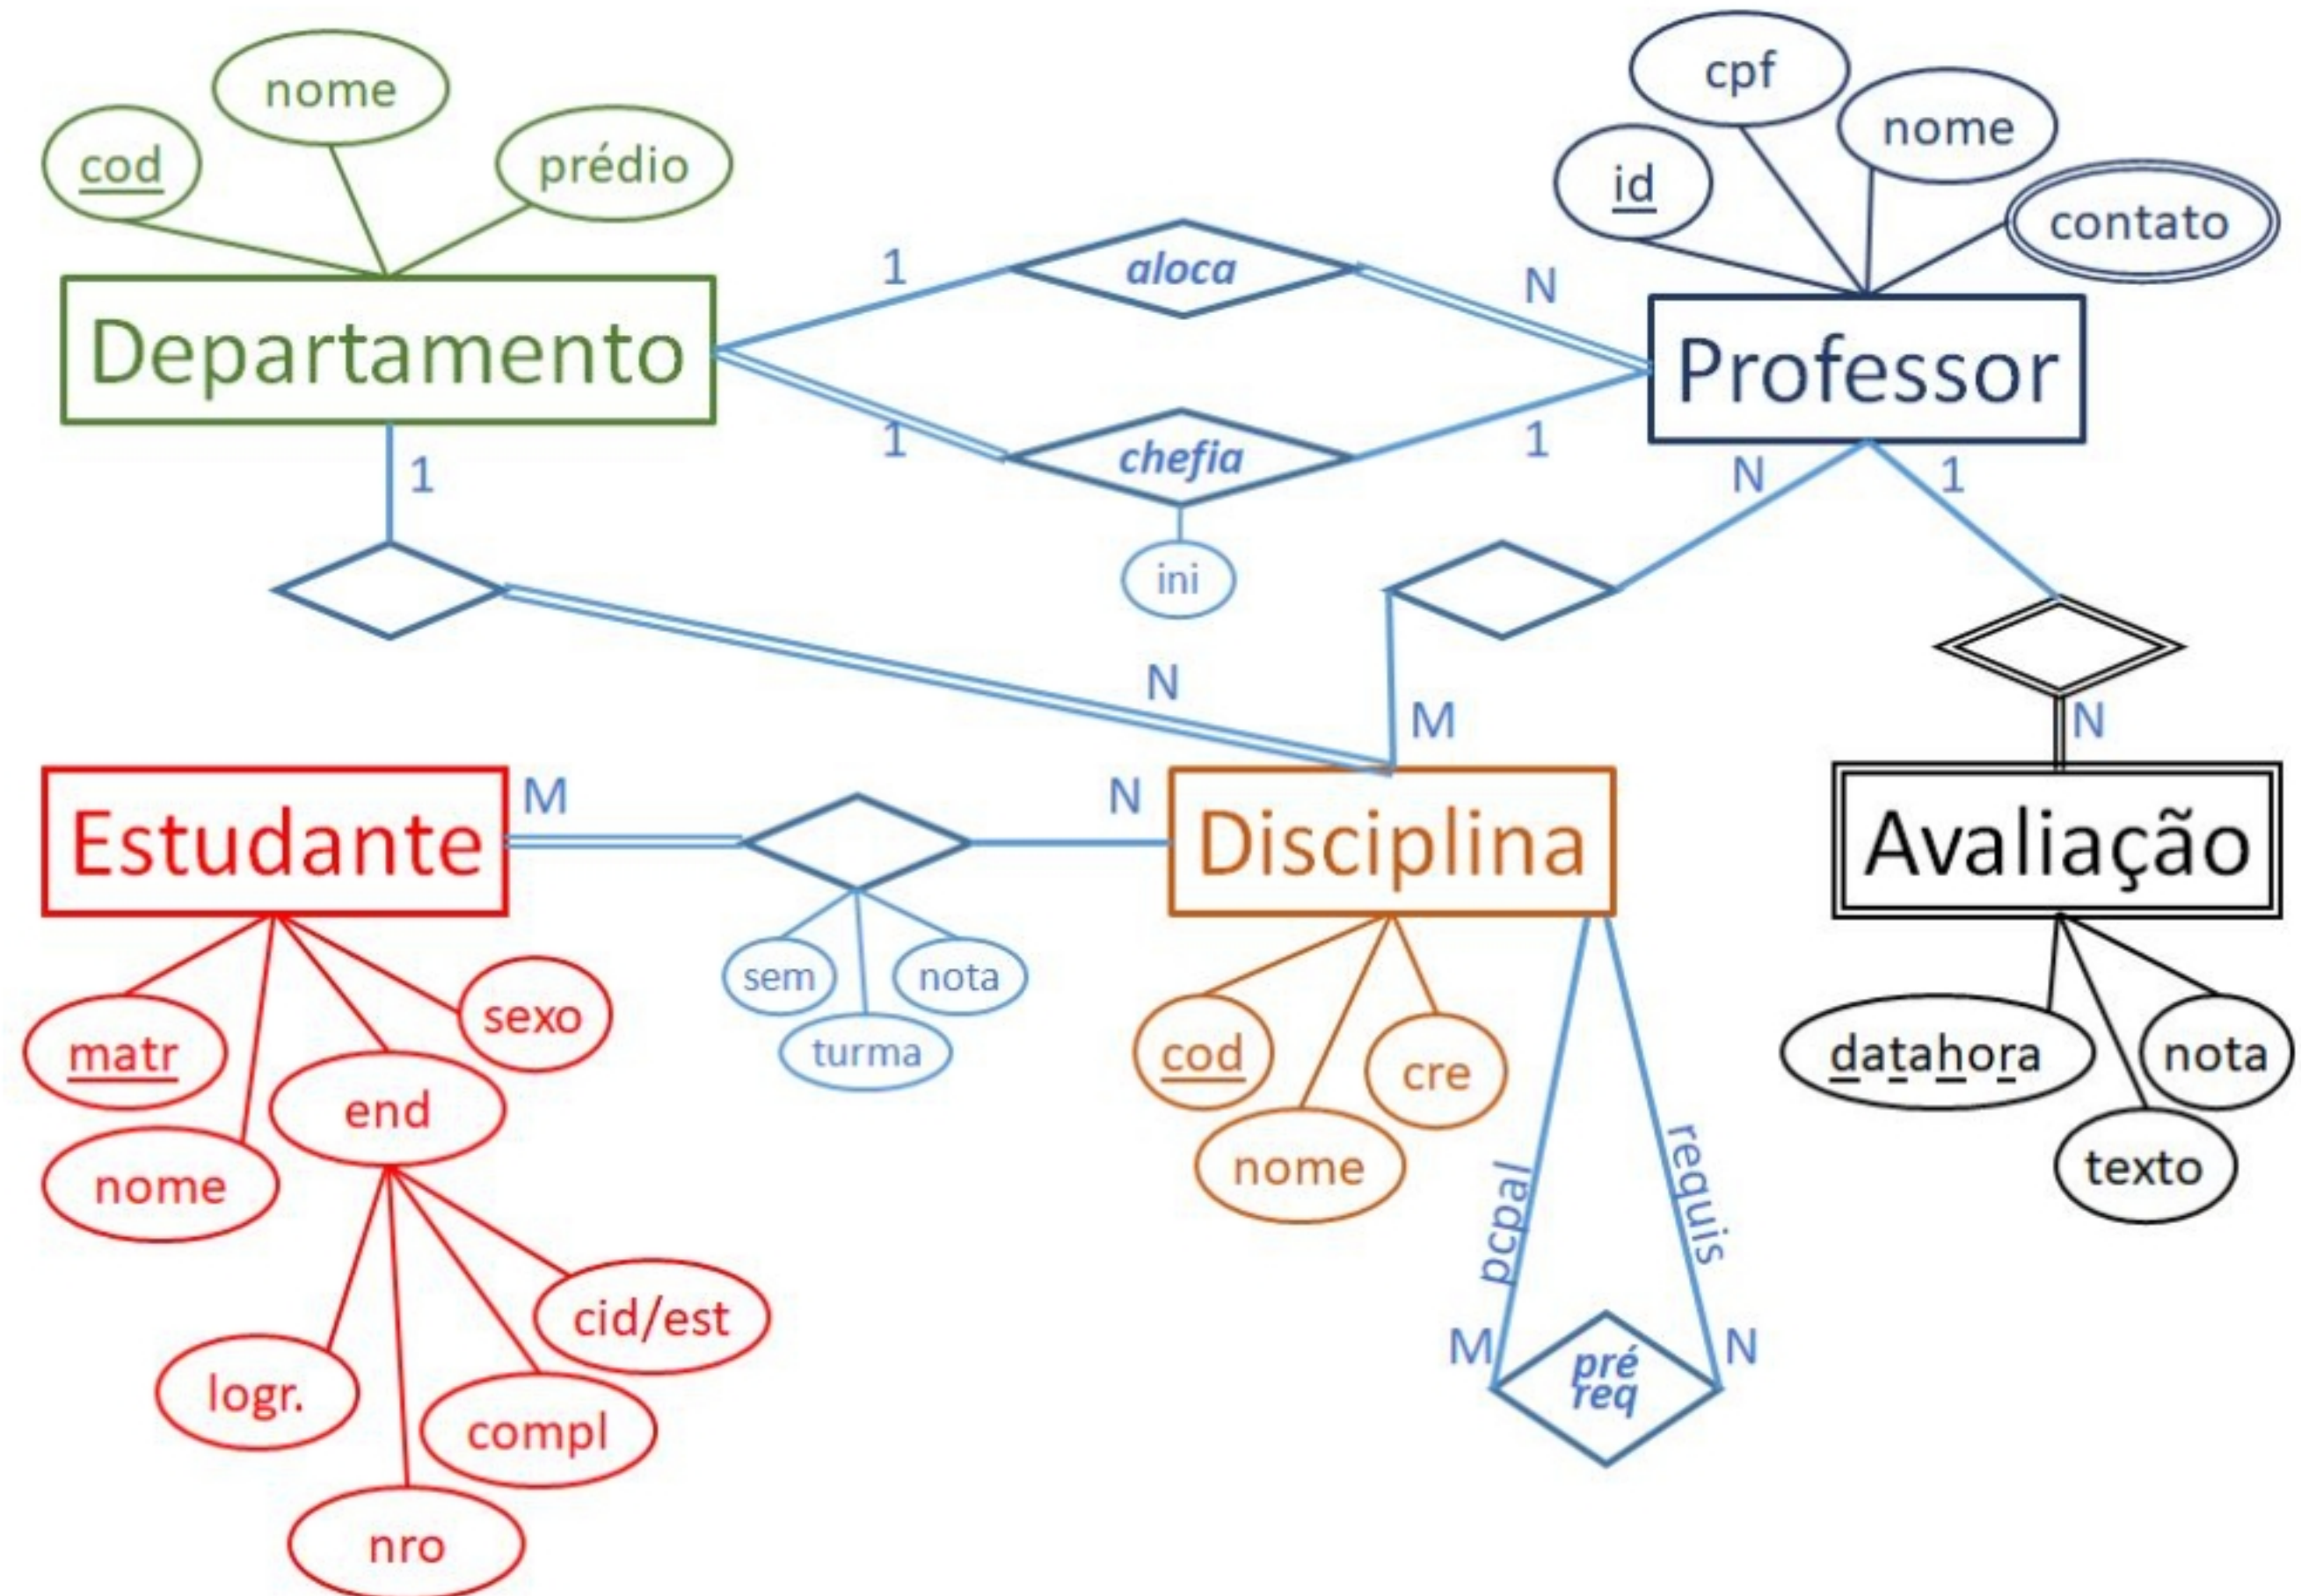 cpf
nome
nome
cod
prédio
id
contato
1
aloca
N
Departamento
Professor
1
chefia
1
1
N
1
ini
N
M
N
M
N
Estudante
Disciplina
Avaliação
sem
nota
sexo
turma
matr
cod
cre
datahora
nota
end
nome
nome
texto
pcpal
requis
cid/est
M
pré
req
N
logr.
compl
nro